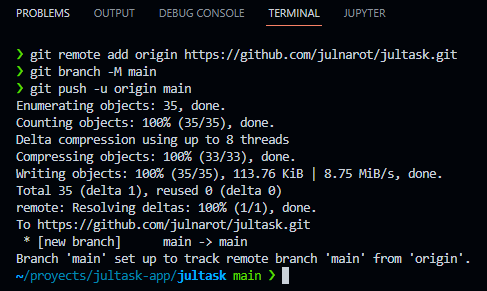 PROBLEMS OUTPUT DEBUG CONSOLE TERMINAL JUPYTER
❯ git remote add origin https://github.com/julnarot/jultask.git
❯ git branch -M main
❯ git push -u origin main
Enumerating objects: 35, done.
Counting objects: 100% (35/35), done.
Delta compression using up to 8 threads
Compressing objects: 100% (33/33), done.
Writing objects: 100% (35/35), 113.76 KiB | 8.75 MiB/s, done.
Total 35 (delta 1), reused 0 (delta 0)
remote: Resolving deltas: 100% (1/1), done.
To https://github.com/julnarot/jultask.git
 * [new branch]      main -> main
Branch 'main' set up to track remote branch 'main' from 'origin'.
~/proyects/jultask-app/jultask main ❯